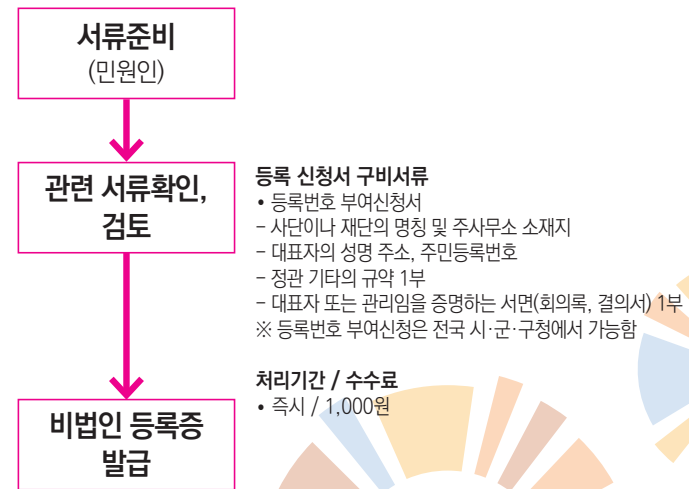 서류준비
(민원인)
관련 서류확인,
검토
등록 신청서 구비서류
• 등록번호 부여신청서
- 사단이나 재단의 명칭 및 주사무소 소재지
- 대표자의 성명 주소, 주민등록번호
- 정관 기타의 규약 1부
- 대표자 또는 관리임을 증명하는 서면(회의록, 결의서) 1부
※ 등록번호 부여신청은 전국 시·군·구청에서 가능함
처리기간 / 수수료
• 즉시 / 1,000원
비법인 등록증
발급